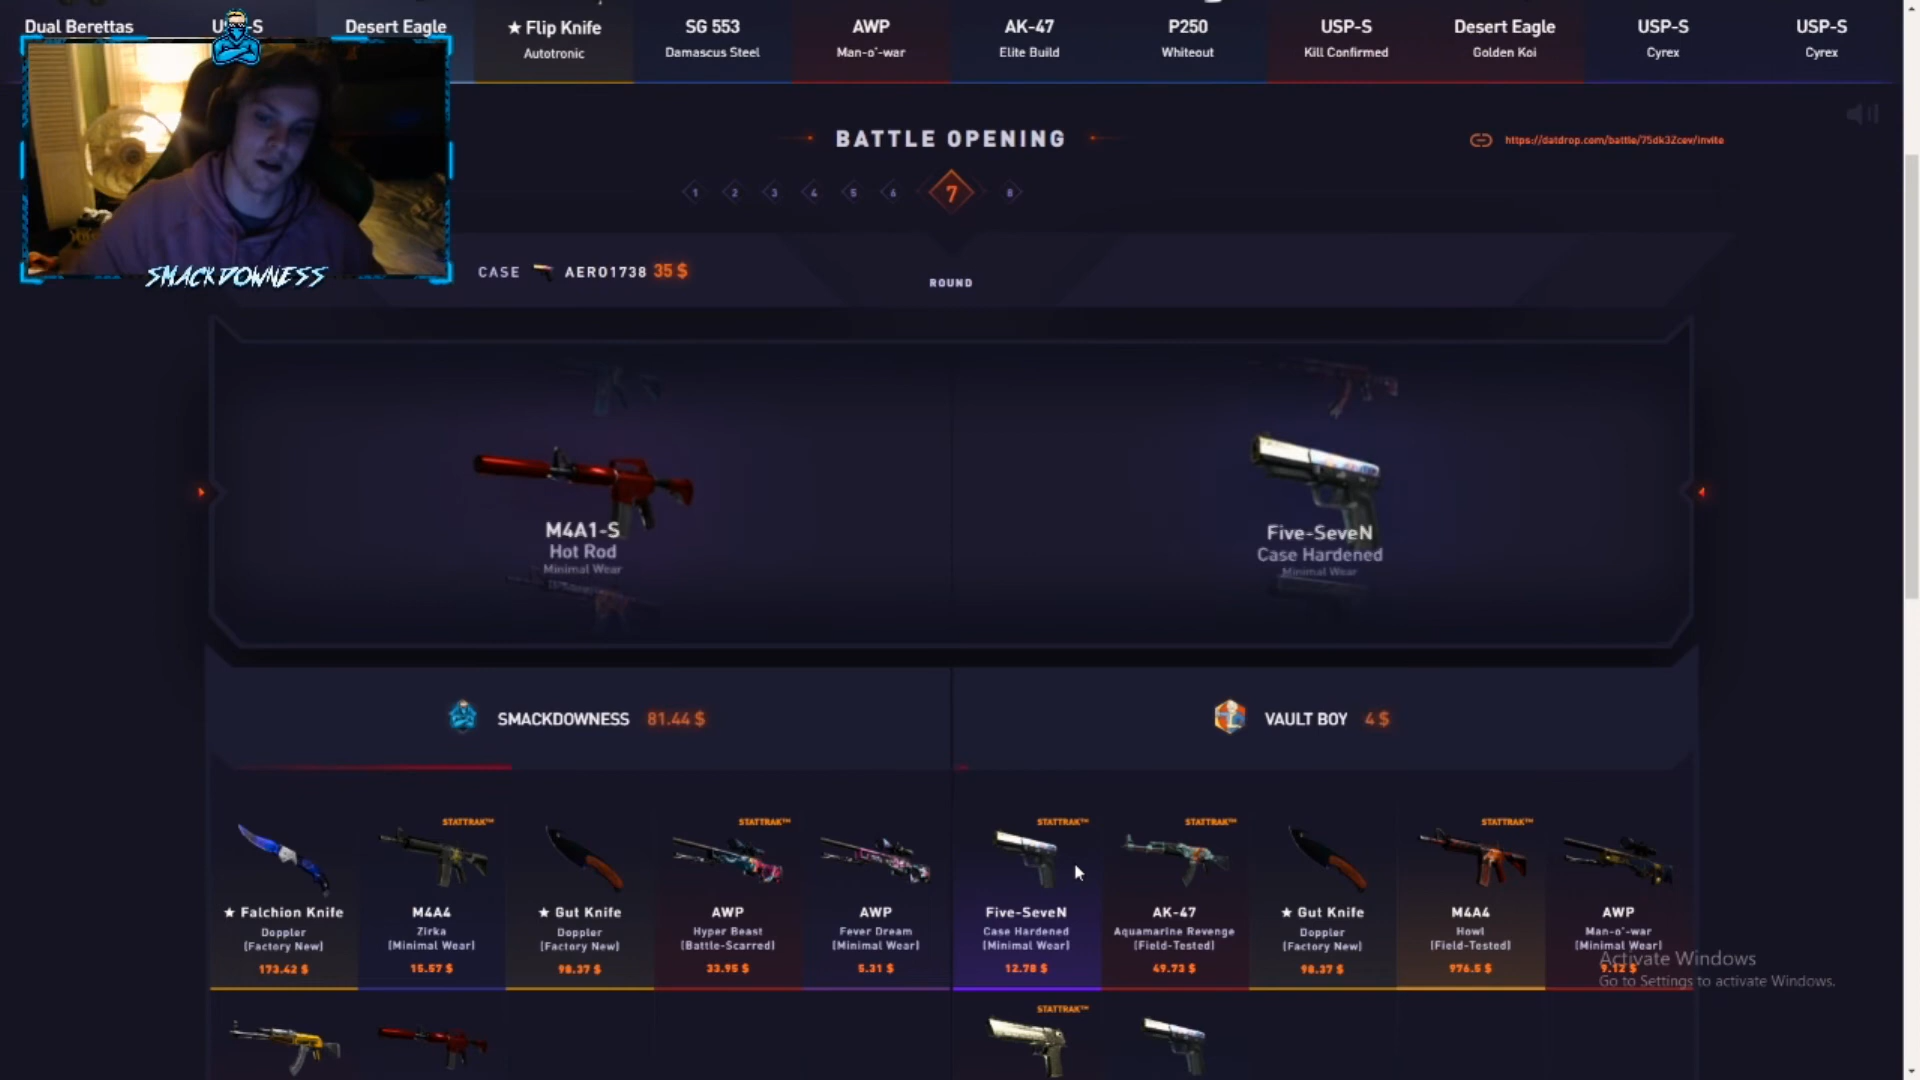 Dual Berettas
Desert Eagle
★ Flip Knife
Autotronic
SG 553
Damascus Steel
AWP
Man-o'-war
AK-47
Elite Build
P250
Whiteout
USP-S
Kill Confirmed
Desert Eagle
Golden Koi
USP-S
Cyrex
USP-S
Cyrex
SMACKDOWNESS
BATTLE OPENING
https://datdrop.com/battle/75dk3Zcev/invite
1 2 3 4 5 6 7 8
CASE AERO1738 35 $
ROUND
M4A1-S
Hot Rod
Minimal Wear
Five-SeveN
Case Hardened
Minimal Wear
SMACKDOWNESS 81.44 $
VAULT BOY 4 $
★ Falchion Knife
Doppler
(Factory New)
173.42 $
STATTRAK™
M4A4
Zirka
(Minimal Wear)
15.57 $
★ Gut Knife
Doppler
(Factory New)
98.37 $
STATTRAK™
AWP
Hyper Beast
(Battle-Scarred)
33.95 $
AWP
Fever Dream
(Minimal Wear)
5.31 $
STATTRAK™
Five-SeveN
Case Hardened
(Minimal Wear)
12.78 $
STATTRAK™
AK-47
Aquamarine Revenge
(Field-Tested)
49.73 $
★ Gut Knife
Doppler
(Factory New)
98.37 $
STATTRAK™
M4A4
Howl
(Field-Tested)
976.5 $
AWP
Man-o'-war
(Minimal Wear)
9.12 $
Activate Windows
Go to Settings to activate Windows.
STATTRAK™